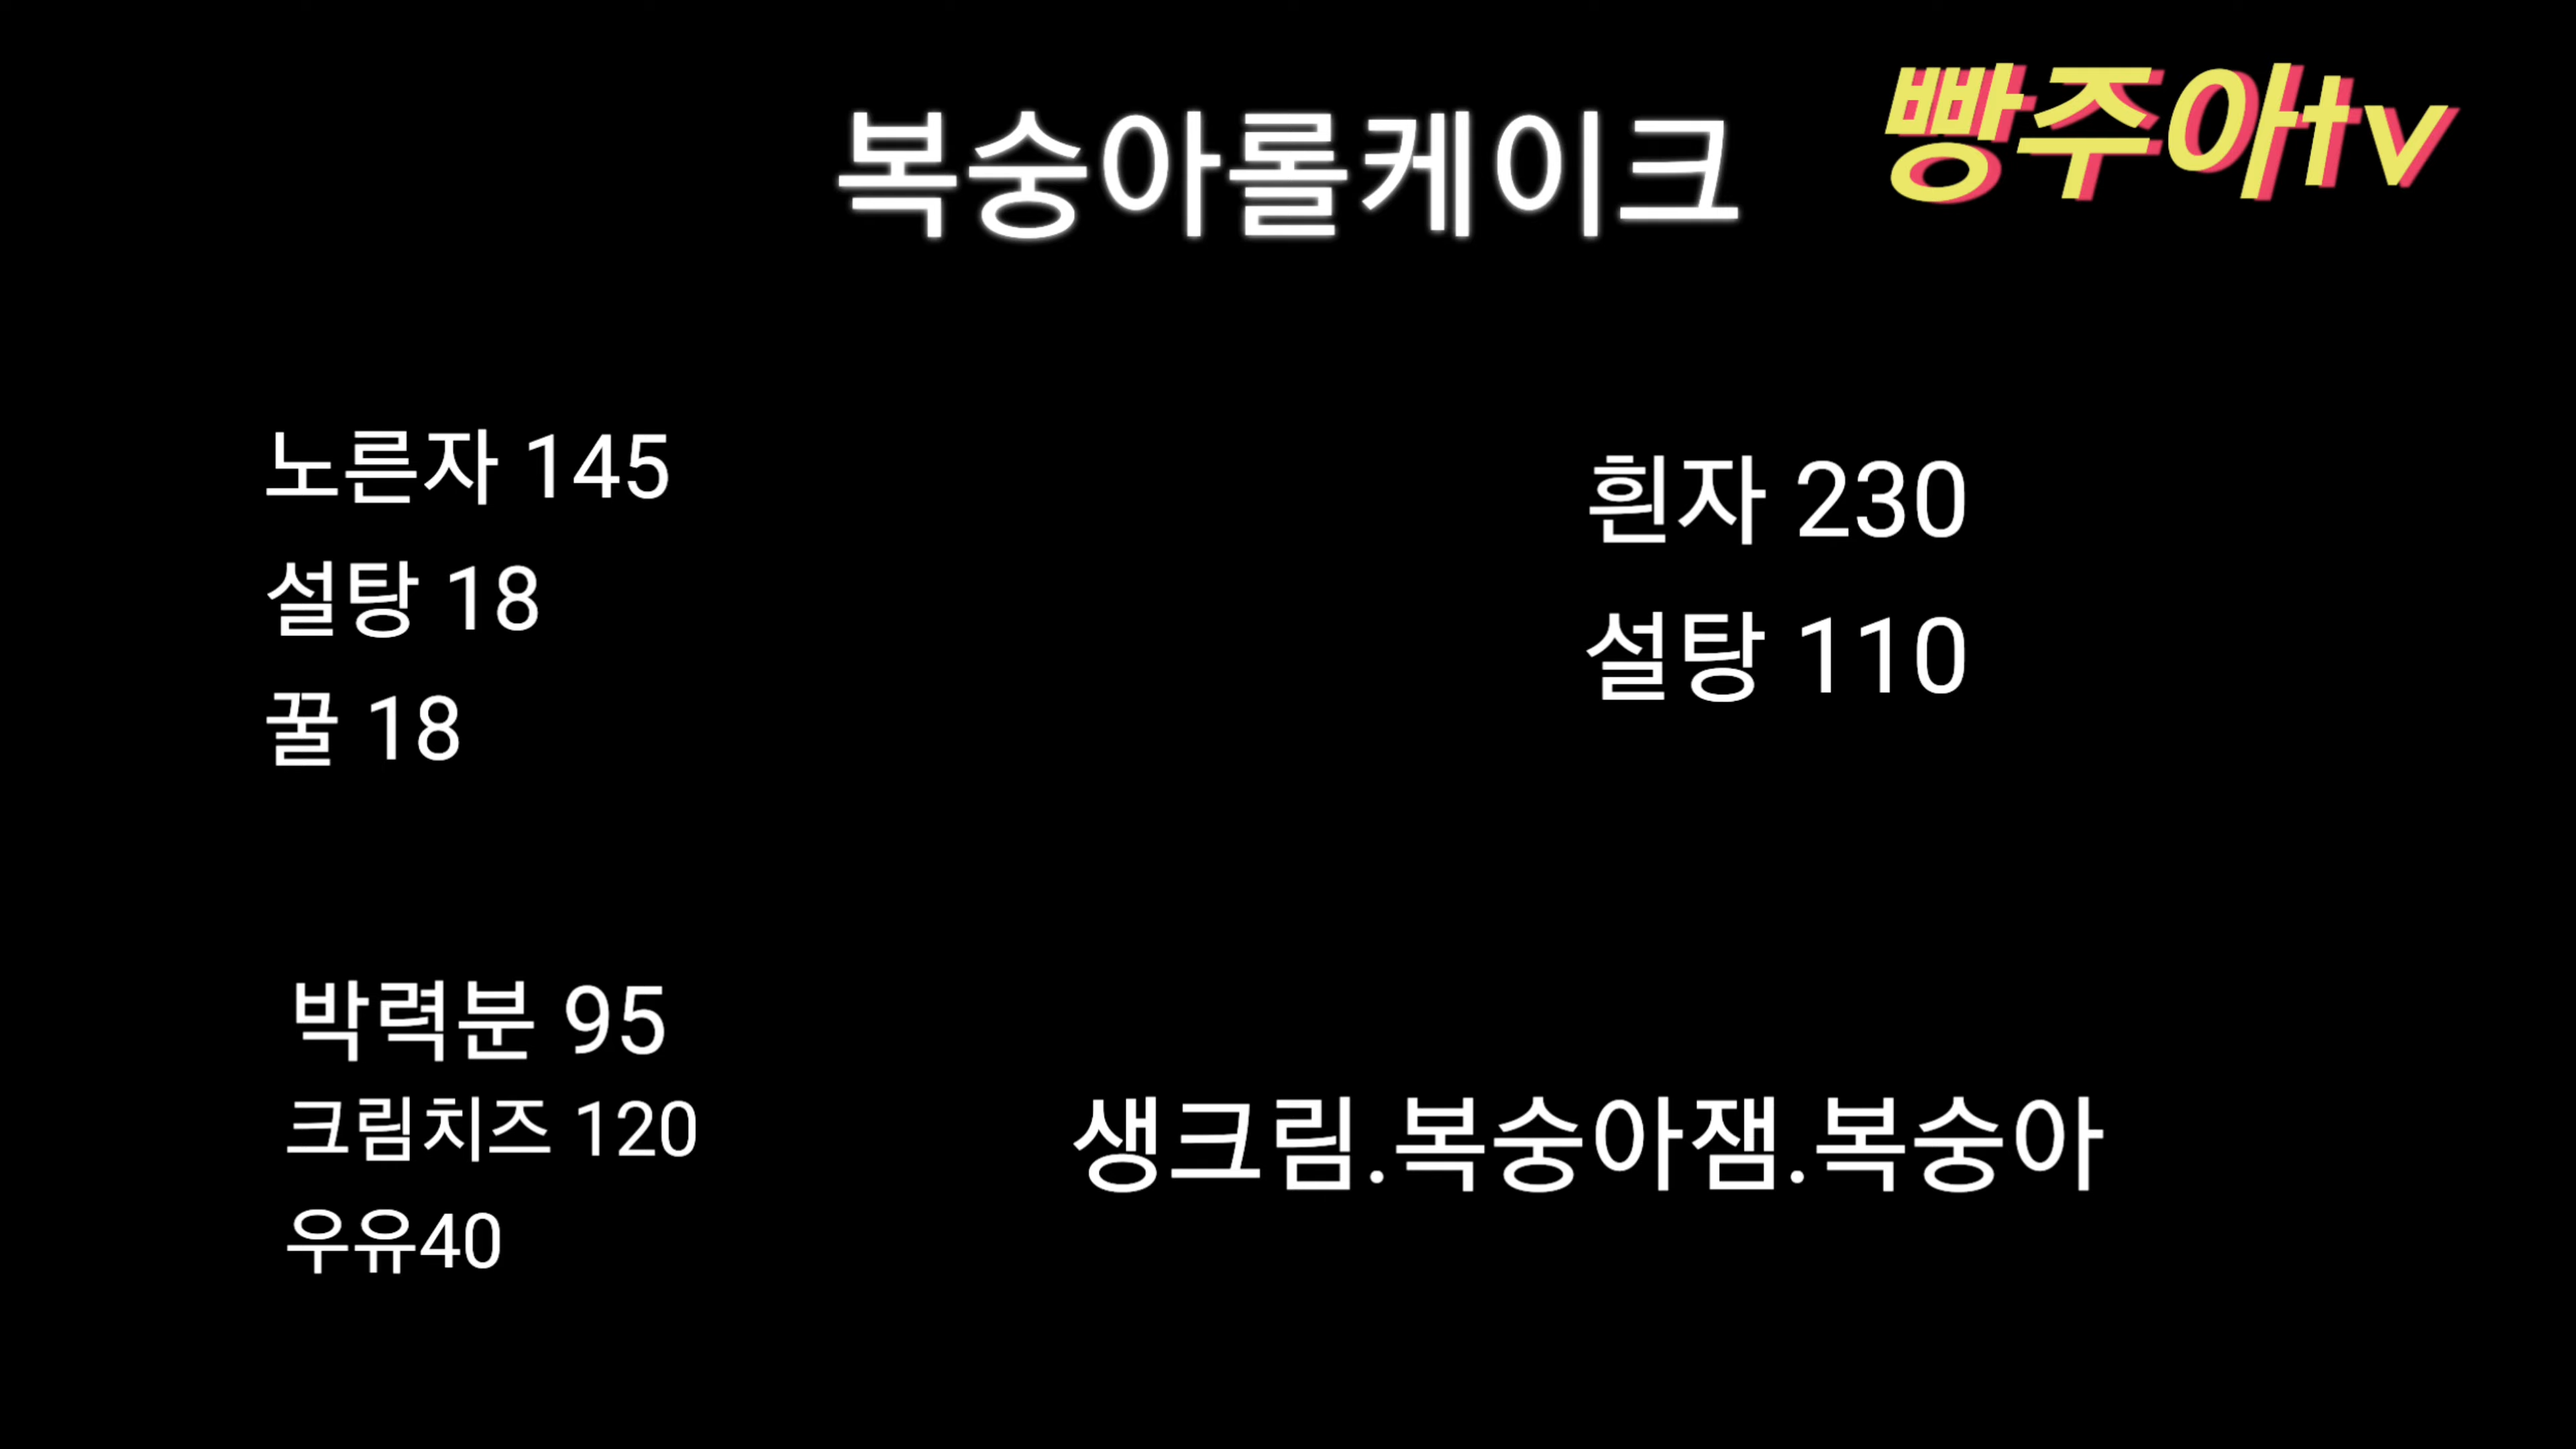 복숭아롤케이크
빵주아tv
노른자 145
설탕 18
꿀 18
흰자 230
설탕 110
박력분 95
크림치즈 120
우유40
생크림.복숭아잼.복숭아